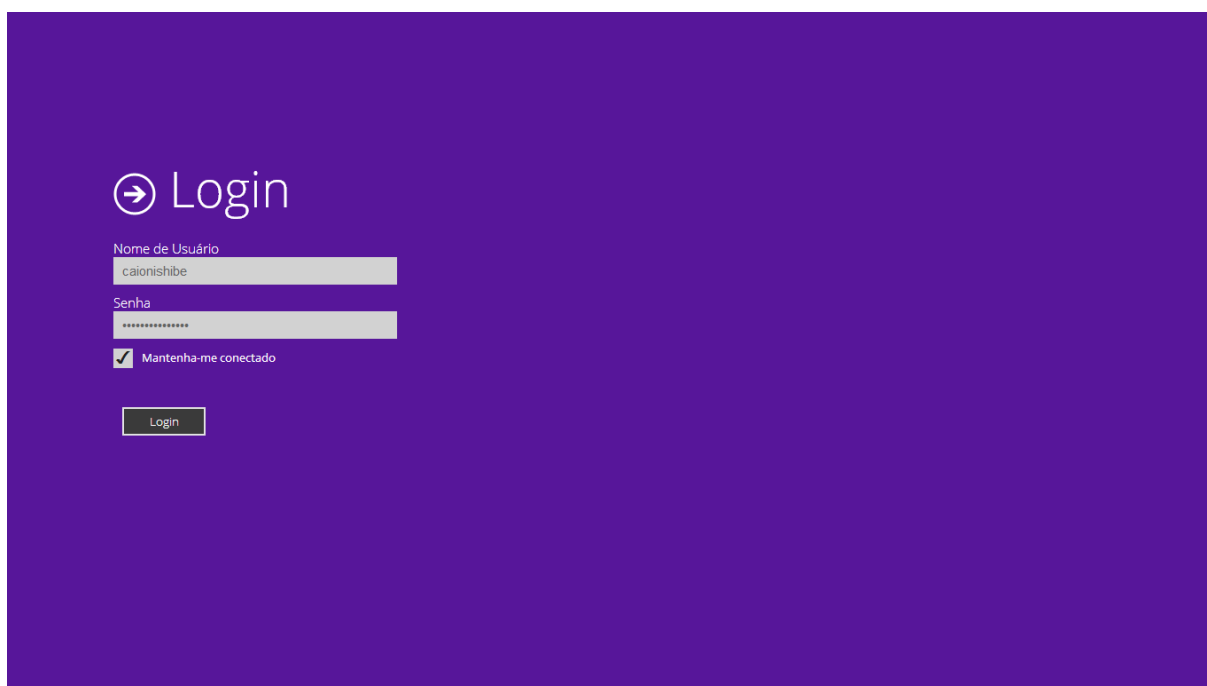 Login
Nome de Usuário
caionishibe
Senha
•••••••••••••••
Mantenha-me conectado
Login